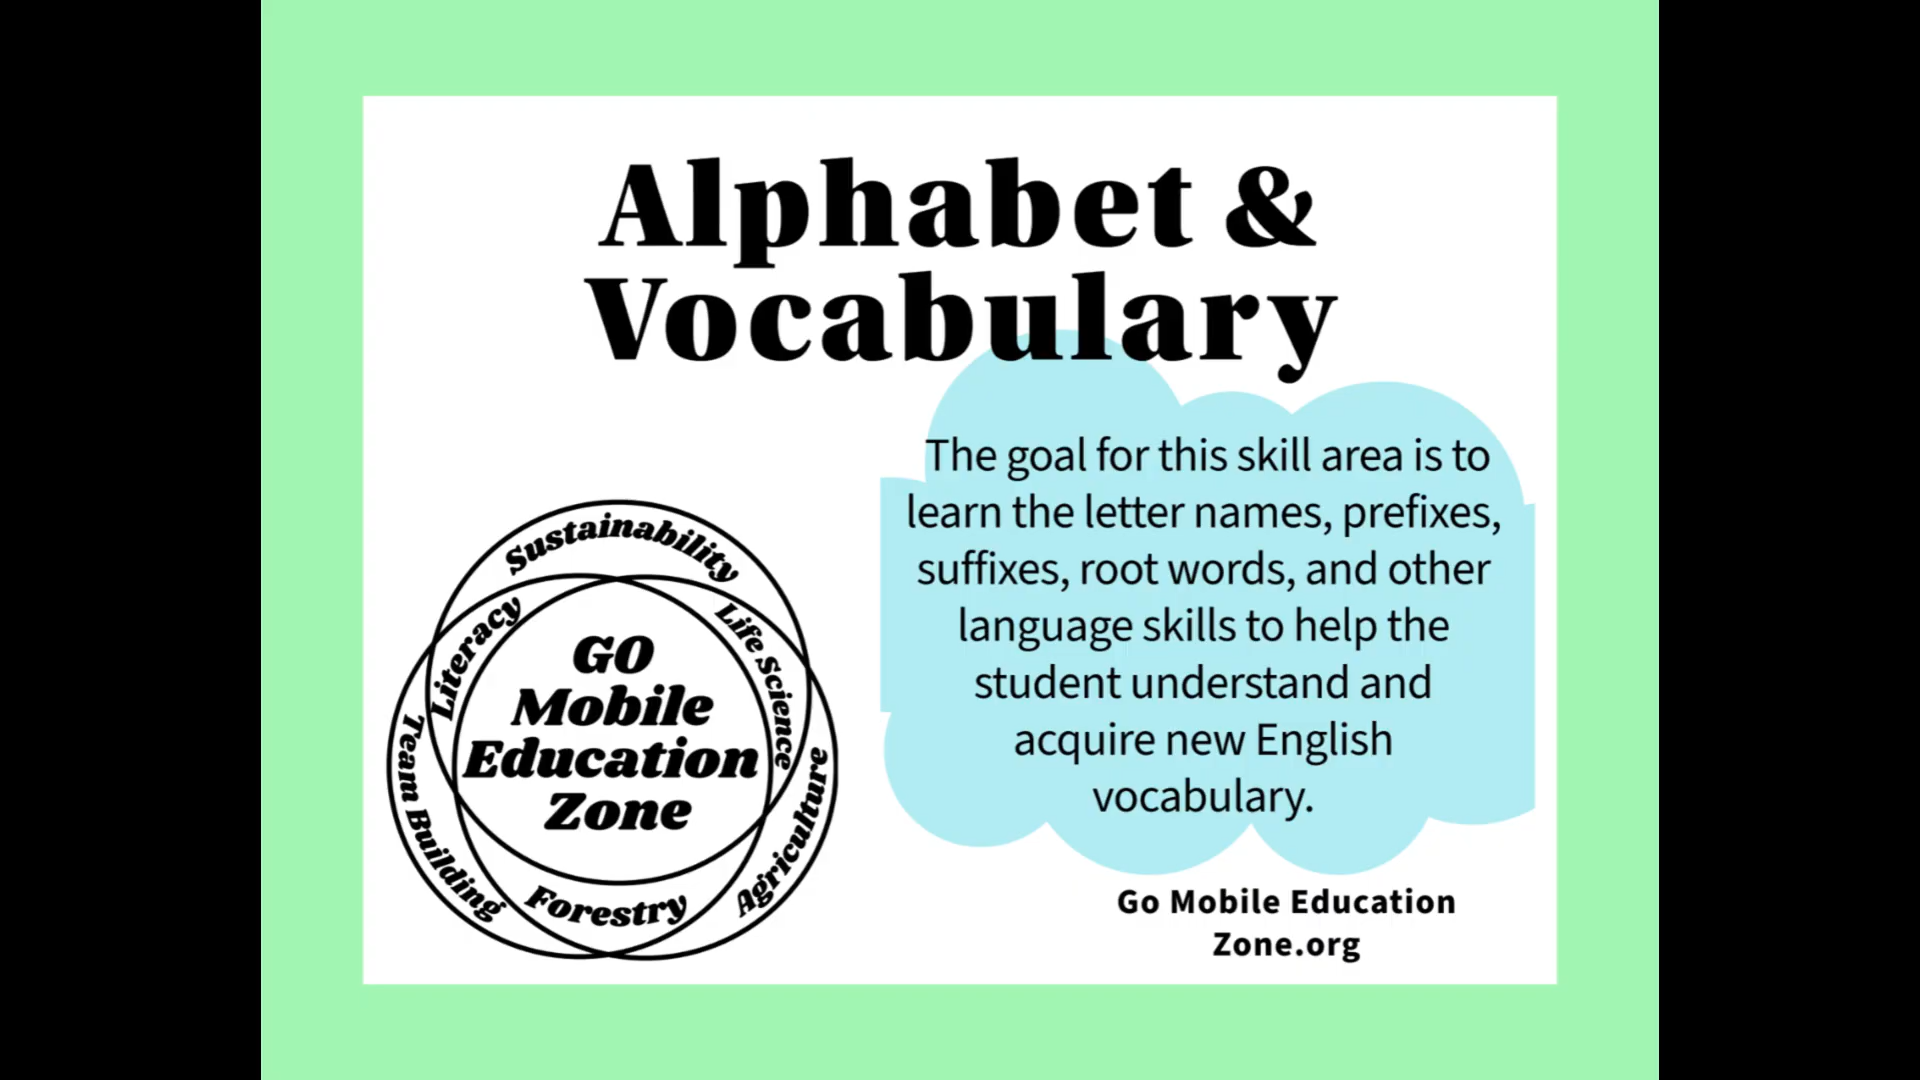 Alphabet &
Vocabulary
The goal for this skill area is to
learn the letter names, prefixes,
suffixes, root words, and other
language skills to help the
student understand and
acquire new English
vocabulary.
Sustainability
Literacy
Life Science
GO
Mobile
Education
Zone
Team Building
Agriculture
Forestry
Go Mobile Education
Zone.org